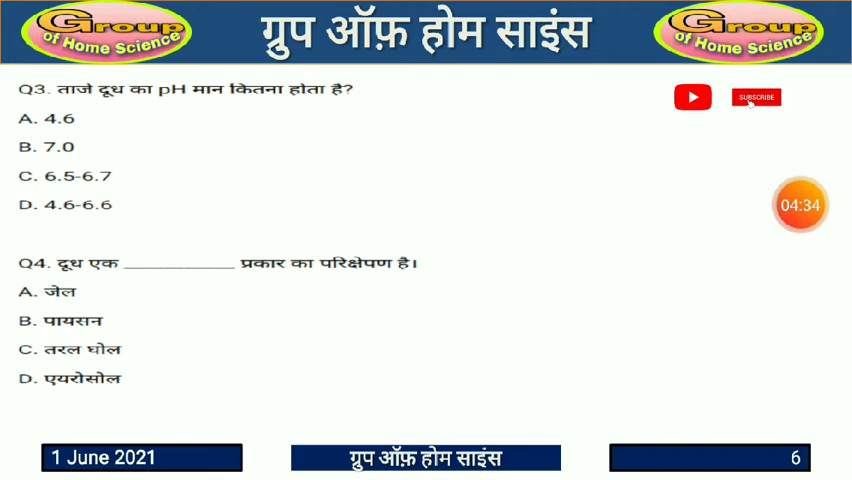 Group
of Home Science
ग्रुप ऑफ़ होम साइंस
Group
of Home Science
Q3. ताजे दूध का pH मान कितना होता है?
SUBSCRIBE
A. 4.6
B. 7.0
C. 6.5-6.7
D. 4.6-6.6
04:34
Q4. दूध एक ____________ प्रकार का परिक्षेपण है।
A. जेल
B. पायसन
C. तरल घोल
D. एयरोसोल
1 June 2021
ग्रुप ऑफ़ होम साइंस
6